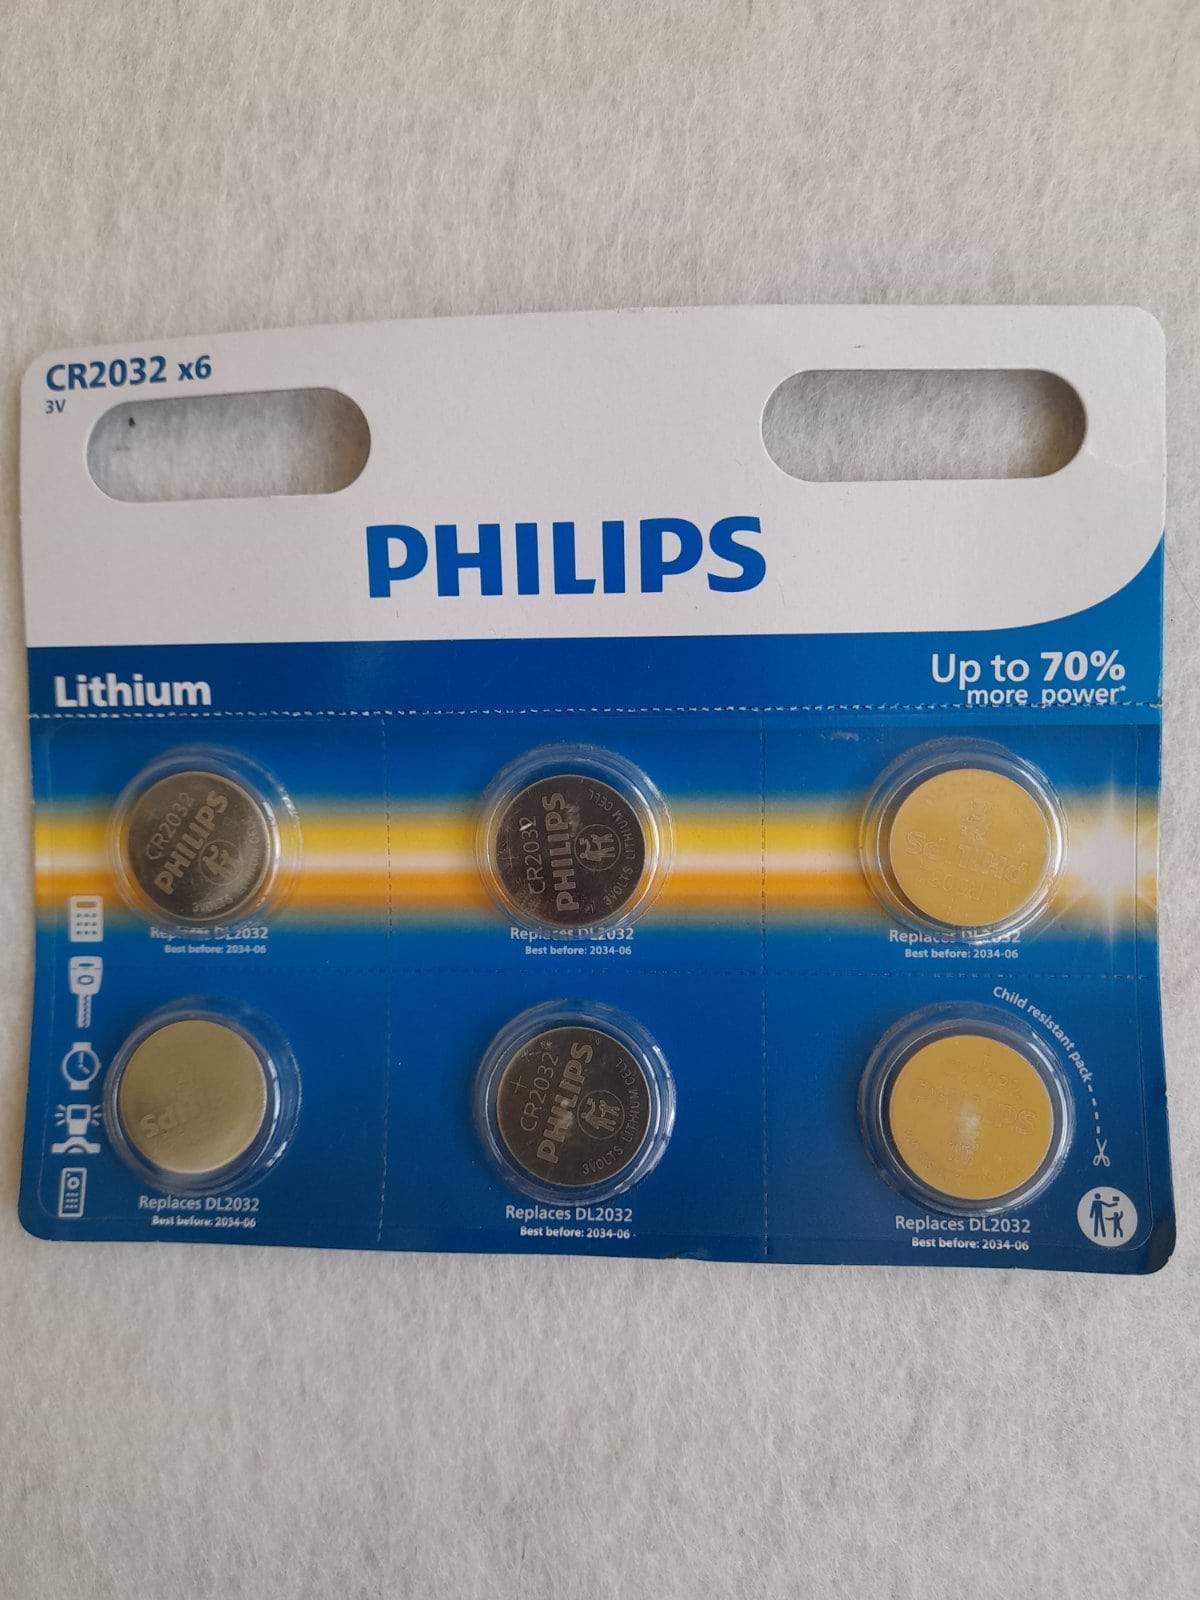 CR2032 x6
3V
PHILIPS
Lithium
Up to 70%
more power*
CR2032
PHILIPS
3VOLTS
+
CR2032
PHILIPS
3VOLTS LITHIUM CELL
PHILIPS
Replaces DL2032
Best before: 2034-06
Replaces DL2032
Best before: 2034-06
Replaces DL2032
Best before: 2034-06
Child resistant pack
+
CR2032
PHILIPS
3VOLTS LITHIUM CELL
PHILIPS
Replaces DL2032
Best before: 2034-06
Replaces DL2032
Best before: 2034-06
Replaces DL2032
Best before: 2034-06